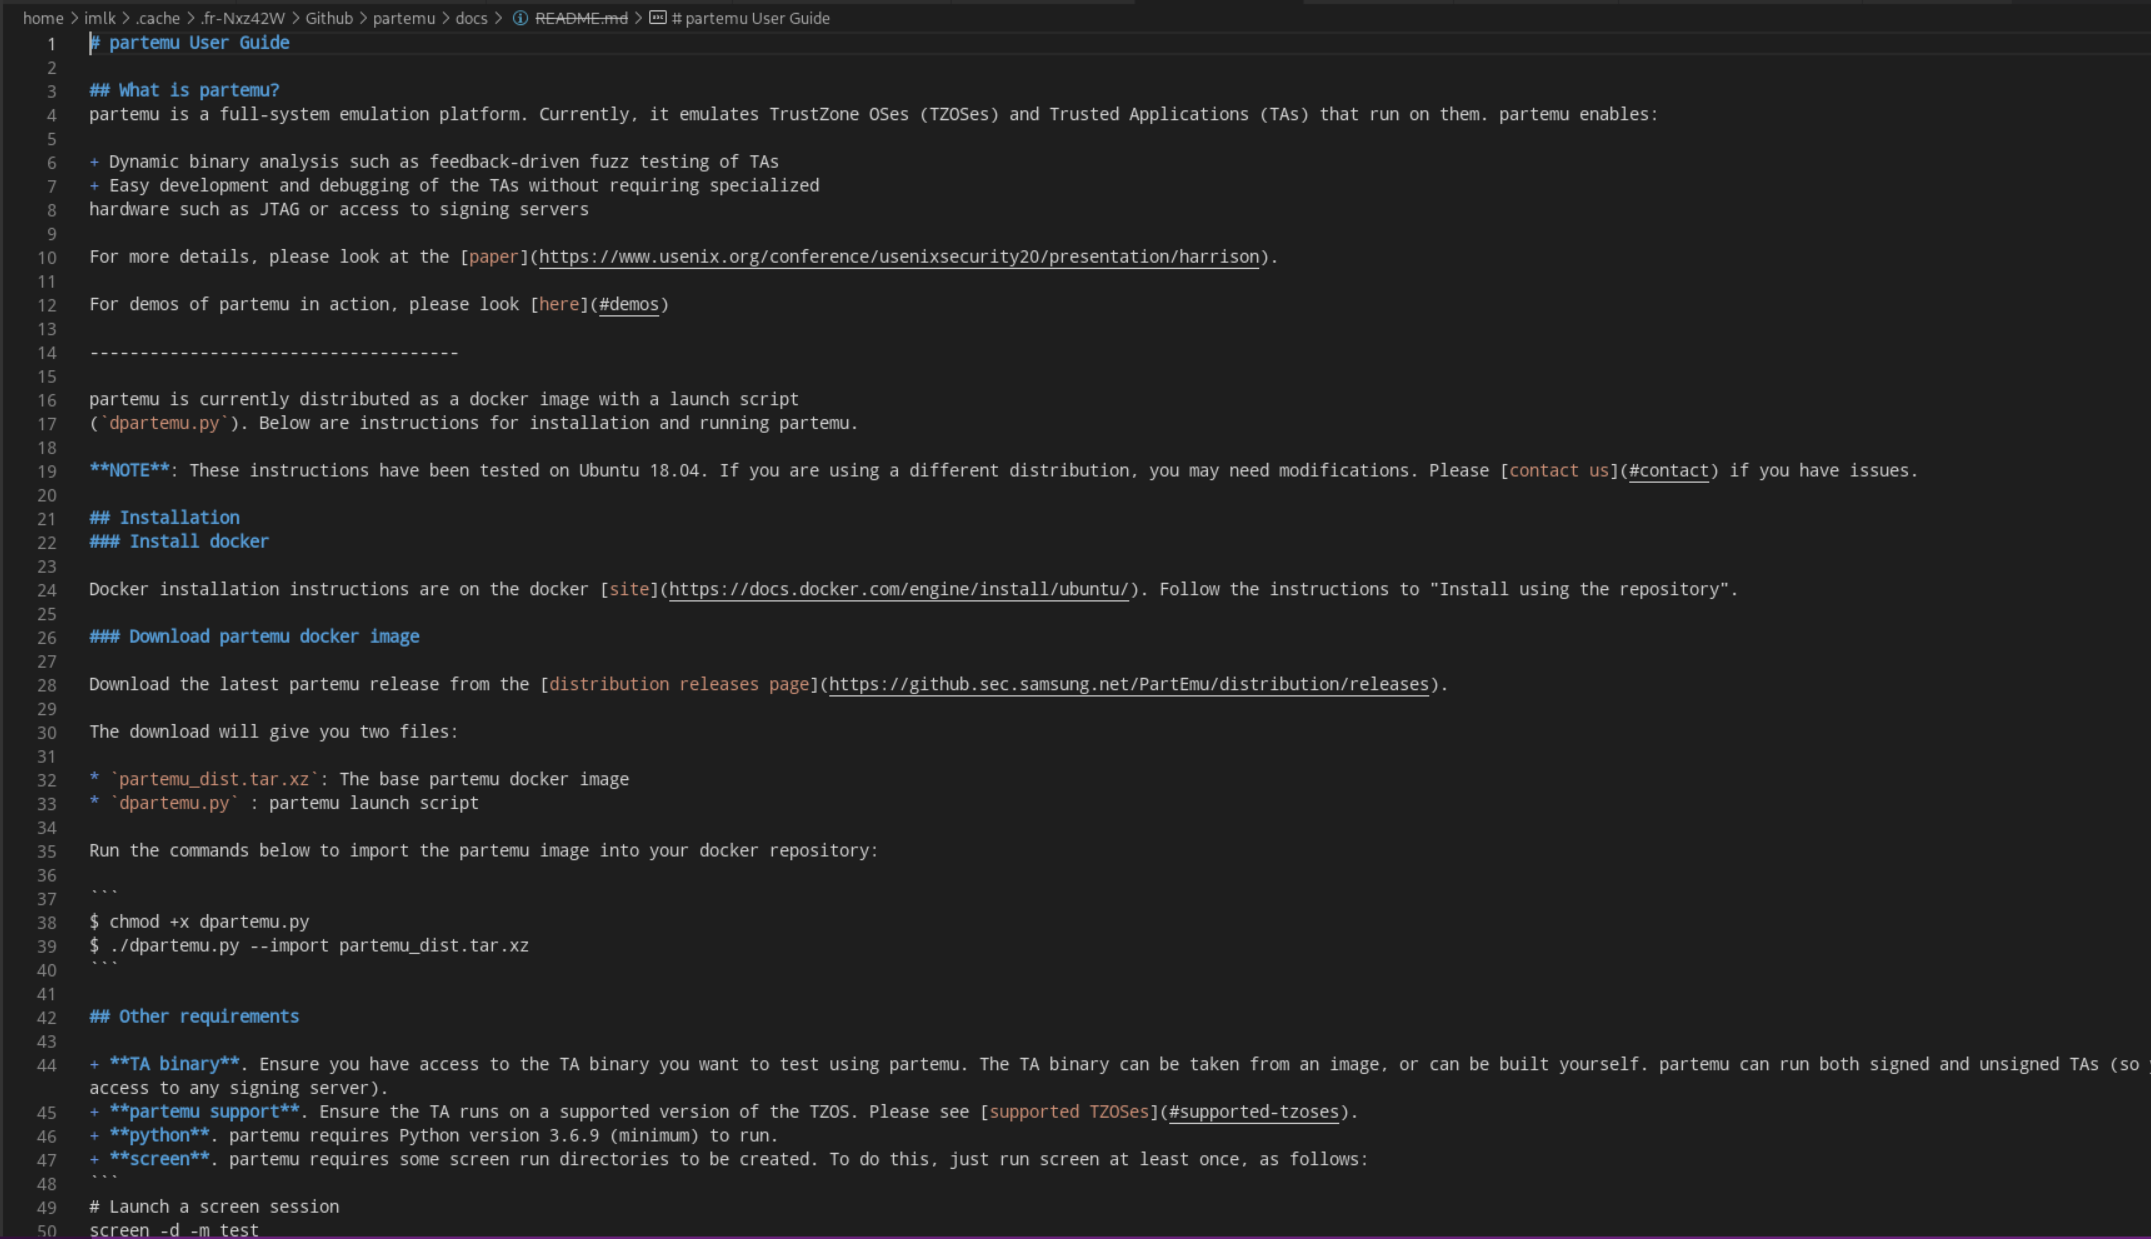 home > imlk > .cache > .fr-Nxz42W > Github > partemu > docs > README.md > # partemu User Guide
1 # partemu User Guide
2
3 ## What is partemu?
4 partemu is a full-system emulation platform. Currently, it emulates TrustZone OSes (TZOSes) and Trusted Applications (TAs) that run on them. partemu enables:
5
6 + Dynamic binary analysis such as feedback-driven fuzz testing of TAs
7 + Easy development and debugging of the TAs without requiring specialized
8 hardware such as JTAG or access to signing servers
9
10 For more details, please look at the [paper](https://www.usenix.org/conference/usenixsecurity20/presentation/harrison).
11
12 For demos of partemu in action, please look [here](#demos)
13
14 -------------------------------------
15
16 partemu is currently distributed as a docker image with a launch script
17 (`dpartemu.py`). Below are instructions for installation and running partemu.
18
19 **NOTE**: These instructions have been tested on Ubuntu 18.04. If you are using a different distribution, you may need modifications. Please [contact us](#contact) if you have issues.
20
21 ## Installation
22 ### Install docker
23
24 Docker installation instructions are on the docker [site](https://docs.docker.com/engine/install/ubuntu/). Follow the instructions to "Install using the repository".
25
26 ### Download partemu docker image
27
28 Download the latest partemu release from the [distribution releases page](https://github.sec.samsung.net/PartEmu/distribution/releases).
29
30 The download will give you two files:
31
32 * `partemu_dist.tar.xz`: The base partemu docker image
33 * `dpartemu.py` : partemu launch script
34
35 Run the commands below to import the partemu image into your docker repository:
36
37 ```
38 $ chmod +x dpartemu.py
39 $ ./dpartemu.py --import partemu_dist.tar.xz
40 ```
41
42 ## Other requirements
43
44 + **TA binary**. Ensure you have access to the TA binary you want to test using partemu. The TA binary can be taken from an image, or can be built yourself. partemu can run both signed and unsigned TAs (so
access to any signing server).
45 + **partemu support**. Ensure the TA runs on a supported version of the TZOS. Please see [supported TZOSes](#supported-tzoses).
46 + **python**. partemu requires Python version 3.6.9 (minimum) to run.
47 + **screen**. partemu requires some screen run directories to be created. To do this, just run screen at least once, as follows:
48 ```
49 # Launch a screen session
50 screen -d -m test